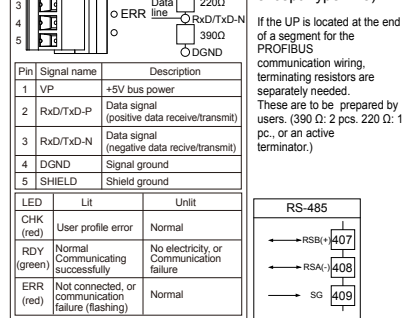 3
4
5
ERR
Data
line
220Ω
RxD/TxD-N
390Ω
DGND
If the UP is located at the end
of a segment for the
PROFIBUS
communication wiring,
terminating resistors are
separately needed.
These are to be prepared by
users. (390 Ω: 2 pcs. 220 Ω: 1
pc., or an active
terminator.)
Pin Signal name Description
1 VP +5V bus power
2 RxD/TxD-P Data signal
(positive data receive/transmit)
3 RxD/TxD-N Data signal
(negative data recive/transmit)
4 DGND Signal ground
5 SHIELD Shield ground
LED Lit Unlit
CHK
(red) User profile error Normal
RDY
(green) Normal
Communicating
successfully
No electricity, or
Communication
failure
ERR
(red) Not connected, or
communication
failure (flashing)
Normal
RS-485
RSB(+) 407
RSA(-) 408
SG 409